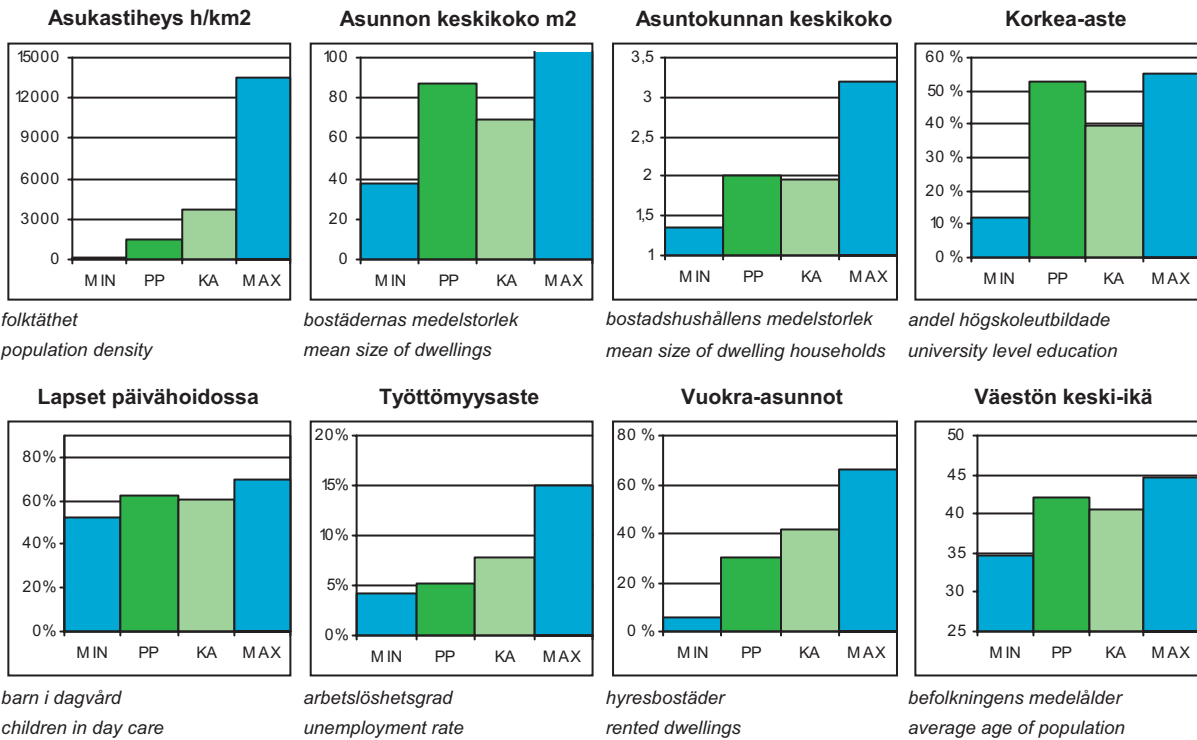 Asukastiheys h/km2
15000
12000
9000
6000
3000
0
MIN PP KA MAX
folktäthet
population density
Asunnon keskikoko m2
100
80
60
40
20
0
MIN PP KA MAX
bostädernas medelstorlek
mean size of dwellings
Asuntokunnan keskikoko
3,5
3
2,5
2
1,5
1
MIN PP KA MAX
bostadshushållens medelstorlek
mean size of dwelling households
Korkea-aste
60 %
50 %
40 %
30 %
20 %
10 %
0 %
MIN PP KA MAX
andel högskoleutbildade
university level education
Lapset päivähoidossa
80%
60%
40%
20%
0%
MIN PP KA MAX
barn i dagvård
children in day care
Työttömyysaste
20%
15%
10%
5%
0%
MIN PP KA MAX
arbetslöshetsgrad
unemployment rate
Vuokra-asunnot
80 %
60 %
40 %
20 %
0 %
MIN PP KA MAX
hyresbostäder
rented dwellings
Väestön keski-ikä
50
45
40
35
30
25
MIN PP KA MAX
befolkningens medelålder
average age of population